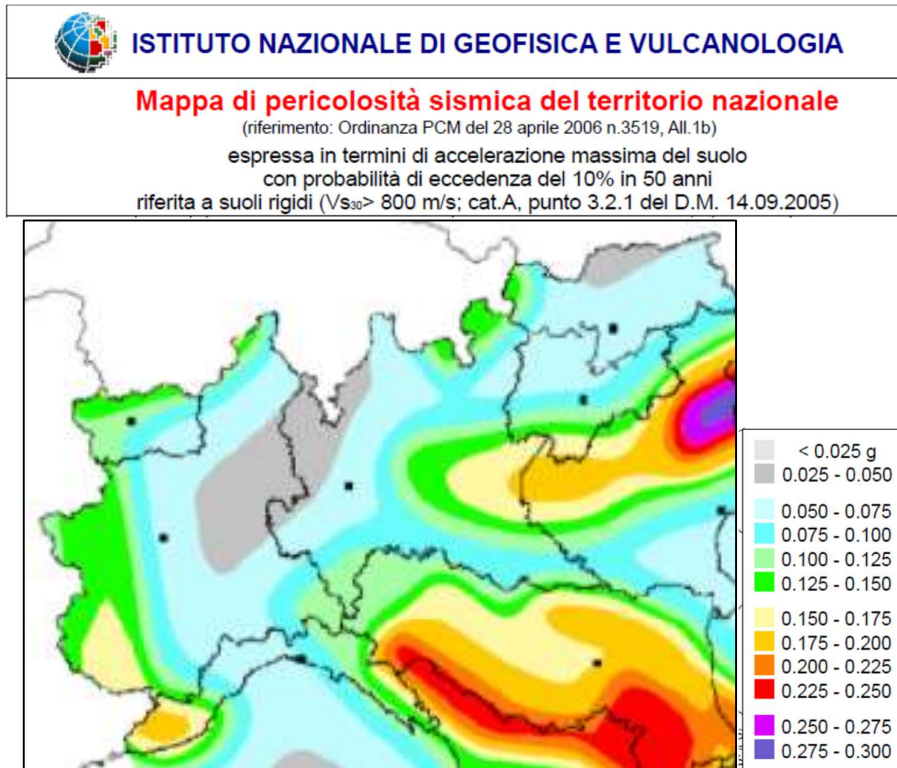 ISTITUTO NAZIONALE DI GEOFISICA E VULCANOLOGIA
Mappa di pericolosità sismica del territorio nazionale
(riferimento: Ordinanza PCM del 28 aprile 2006 n.3519, All.1b)
espressa in termini di accelerazione massima del suolo
con probabilità di eccedenza del 10% in 50 anni
riferita a suoli rigidi (Vs30> 800 m/s; cat.A, punto 3.2.1 del D.M. 14.09.2005)
< 0.025 g
0.025 - 0.050
0.050 - 0.075
0.075 - 0.100
0.100 - 0.125
0.125 - 0.150
0.150 - 0.175
0.175 - 0.200
0.200 - 0.225
0.225 - 0.250
0.250 - 0.275
0.275 - 0.300